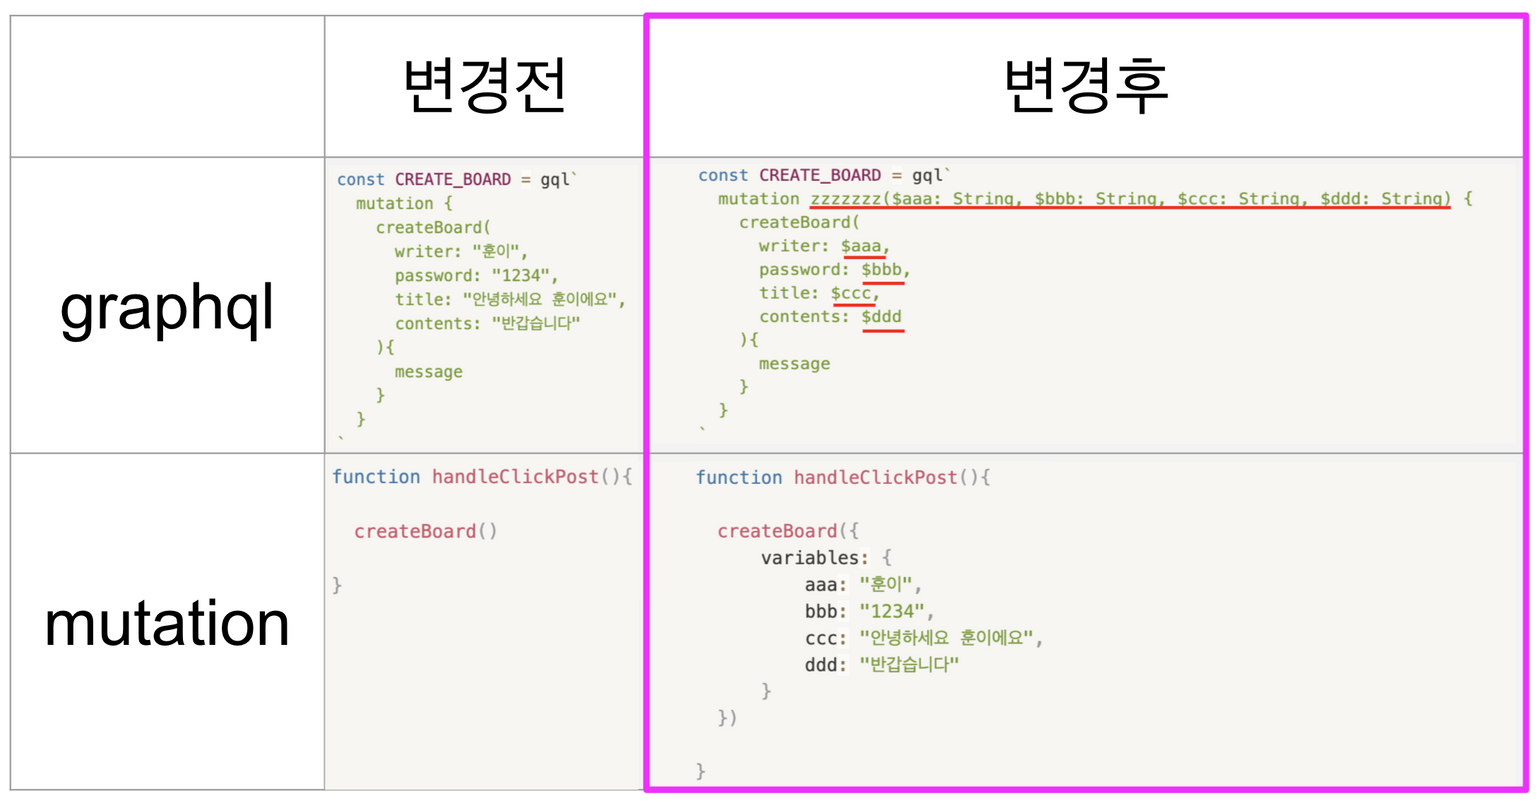 변경전
변경후
graphql
const CREATE_BOARD = gql`
mutation {
createBoard(
writer: "훈이",
password: "1234",
title: "안녕하세요 훈이에요",
contents: "반갑습니다"
){
message
}
}
`
const CREATE_BOARD = gql`
mutation zzzzzzz($aaa: String, $bbb: String, $ccc: String, $ddd: String) {
createBoard(
writer: $aaa,
password: $bbb,
title: $ccc,
contents: $ddd
){
message
}
}
`
mutation
function handleClickPost(){
createBoard()
}
function handleClickPost(){
createBoard({
variables: {
aaa: "훈이",
bbb: "1234",
ccc: "안녕하세요 훈이에요",
ddd: "반갑습니다"
}
})
}